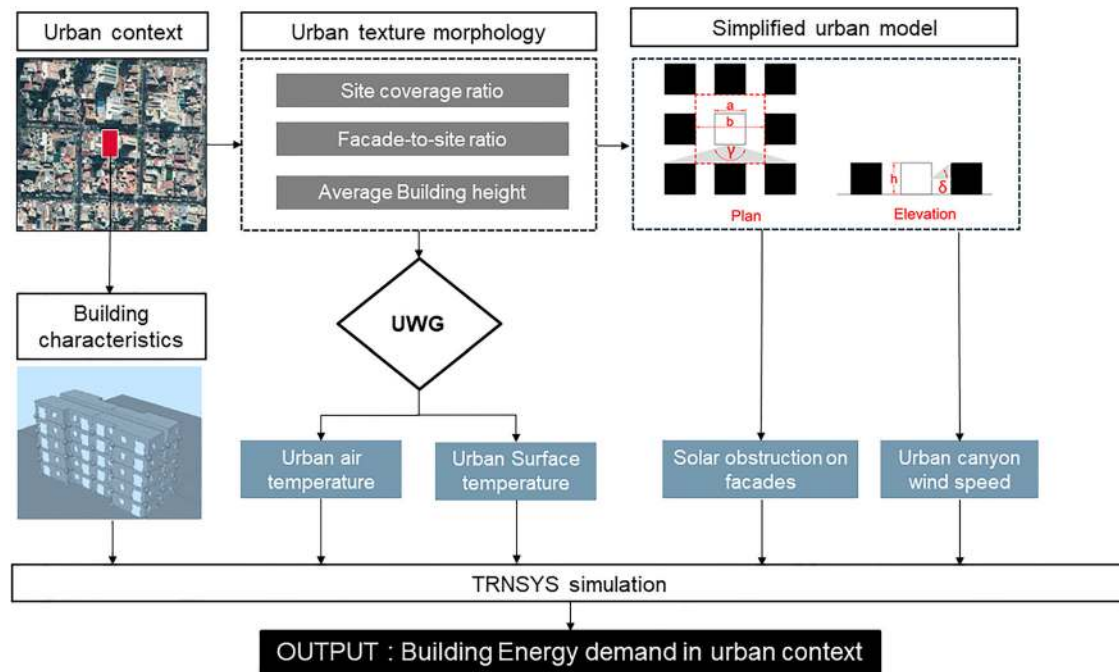 Urban context
Urban texture morphology
Simplified urban model
Site coverage ratio
Facade-to-site ratio
Average Building height
a
b
γ
h
δ
Plan
Elevation
Building
characteristics
UWG
Urban air
temperature
Urban Surface
temperature
Solar obstruction on
facades
Urban canyon
wind speed
TRNSYS simulation
OUTPUT : Building Energy demand in urban context